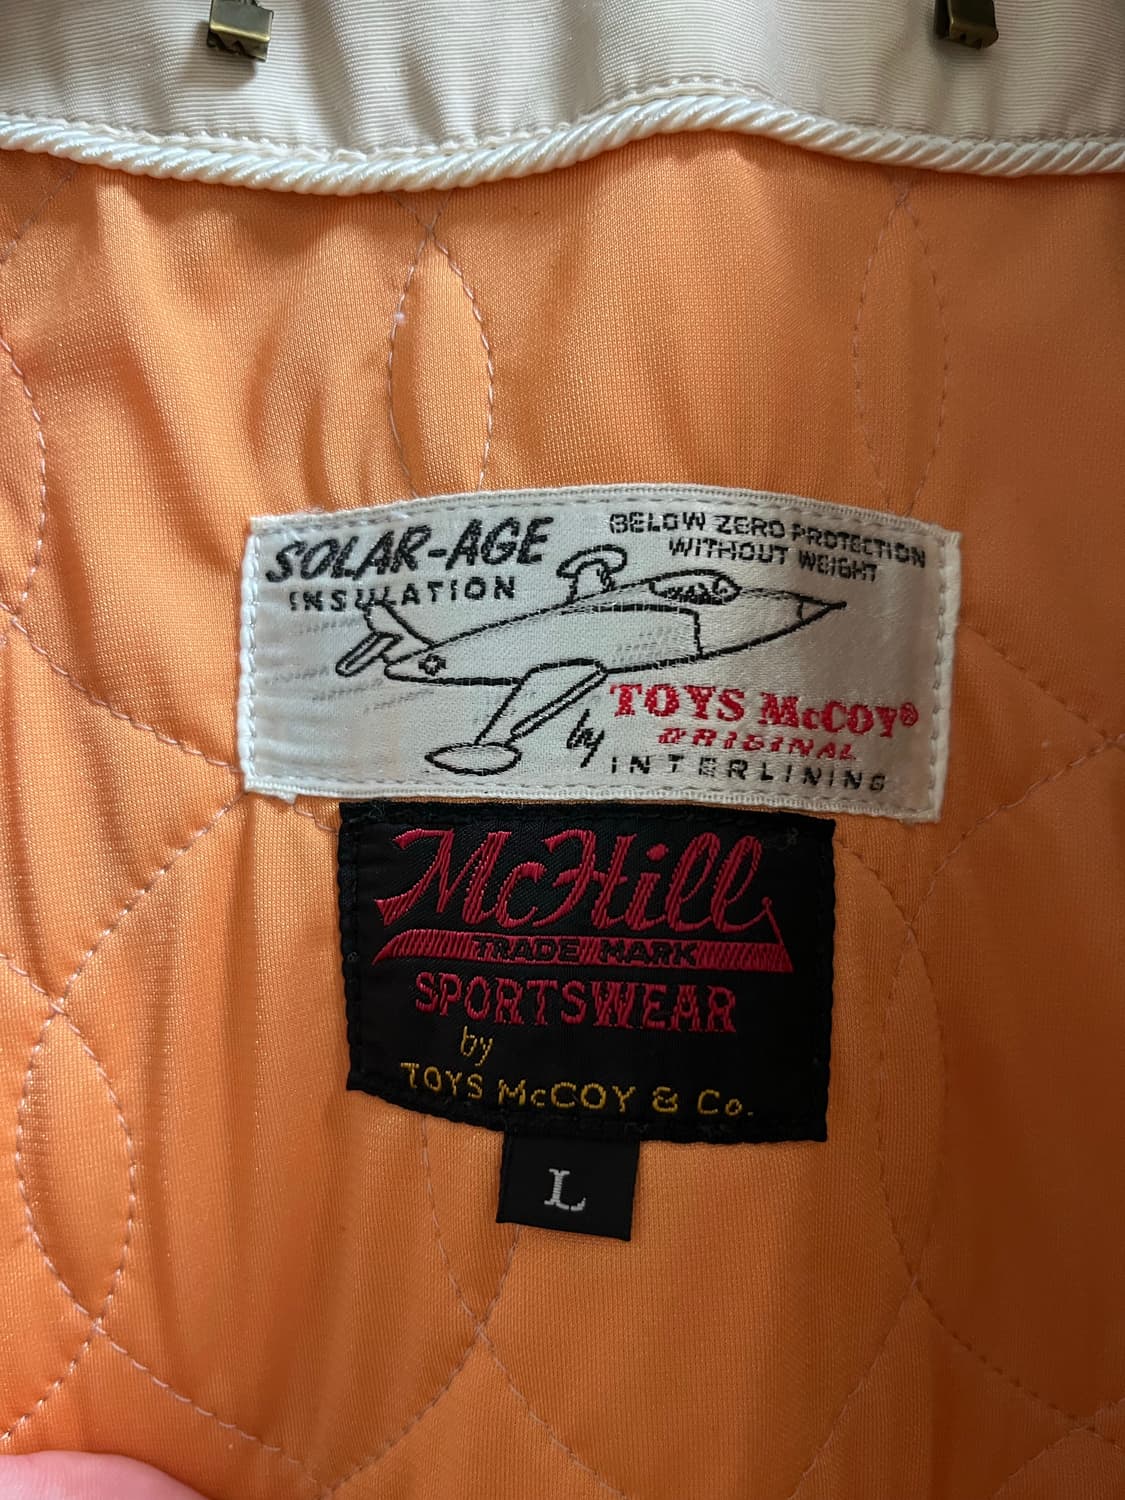 SOLAR-AGE
INSULATION
BELOW ZERO PROTECTION
WITHOUT WEIGHT
by
TOYS McCOY®
ORIGINAL
INTERLINING
McHill
TRADE MARK
SPORTSWEAR
by
TOYS McCOY & Co.
L